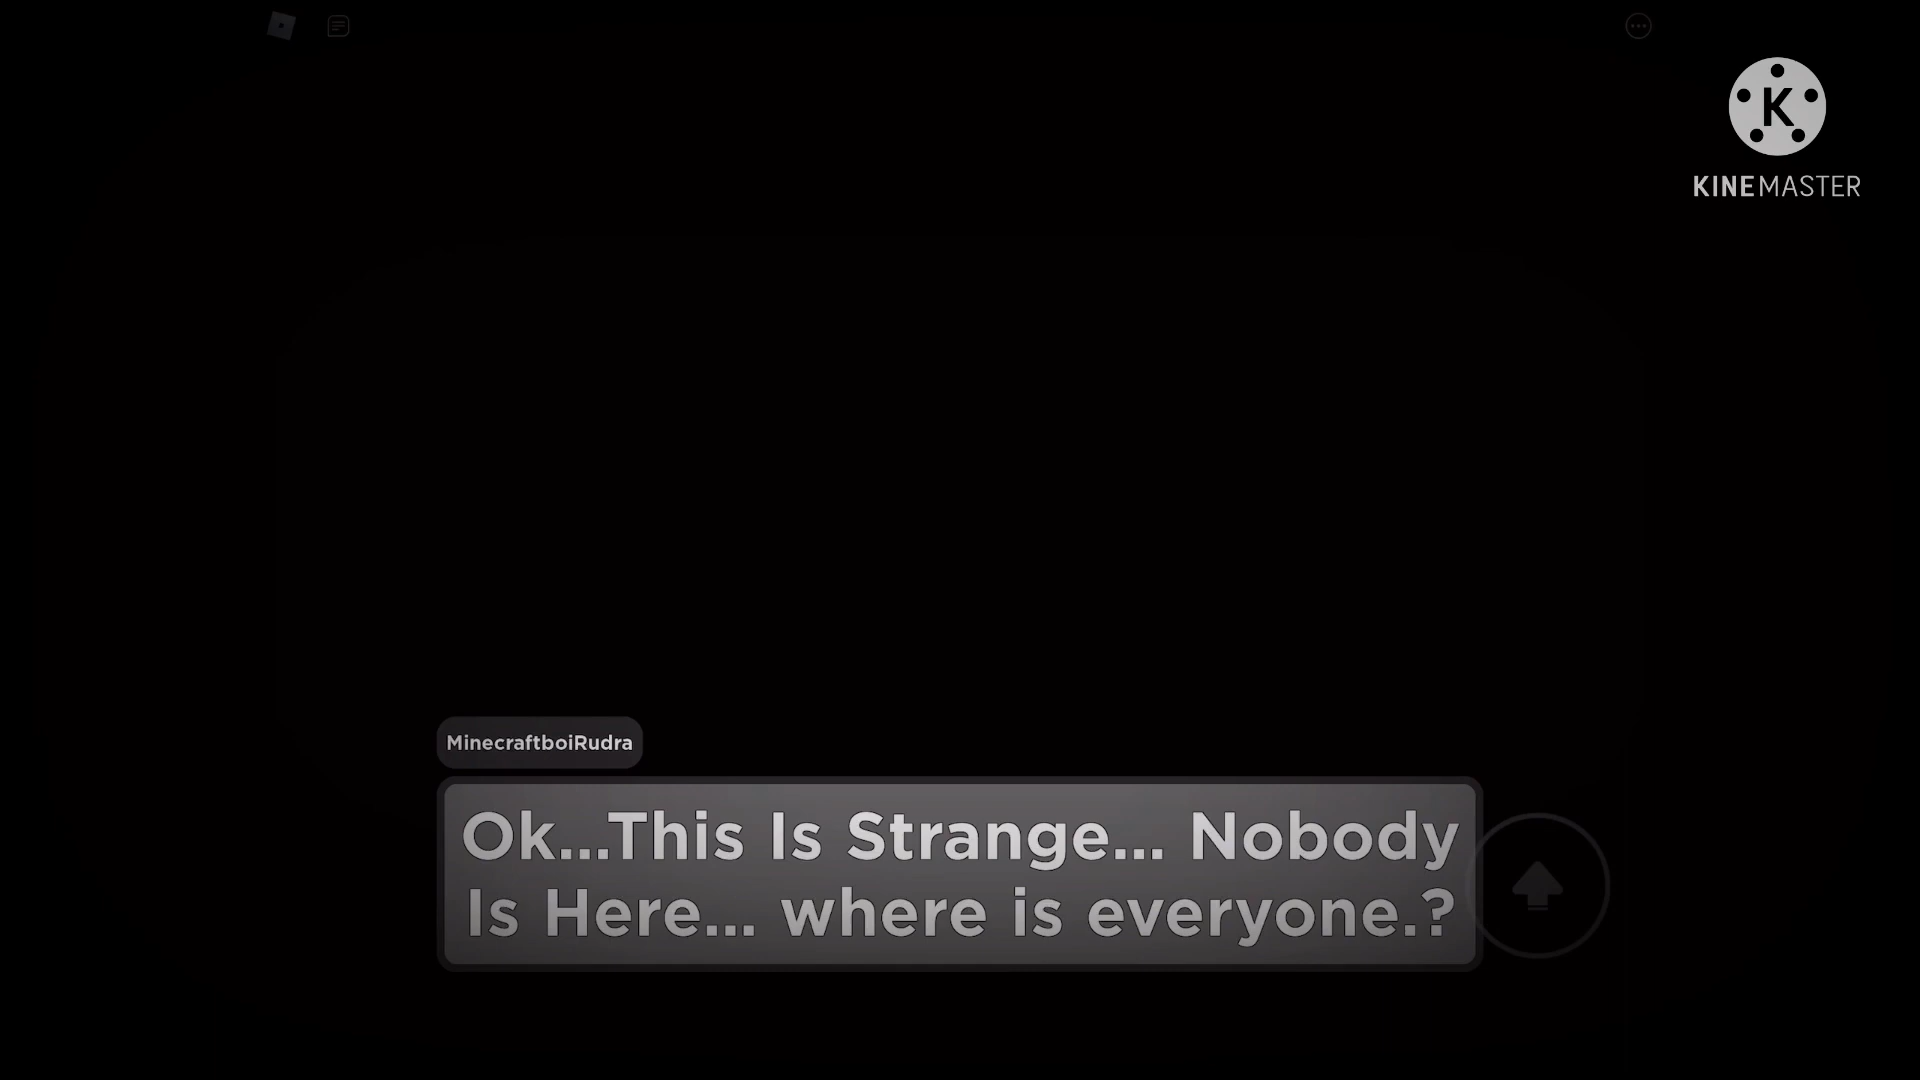 K
KINEMASTER
MinecraftboiRudra
Ok...This Is Strange... Nobody
Is Here... where is everyone.?